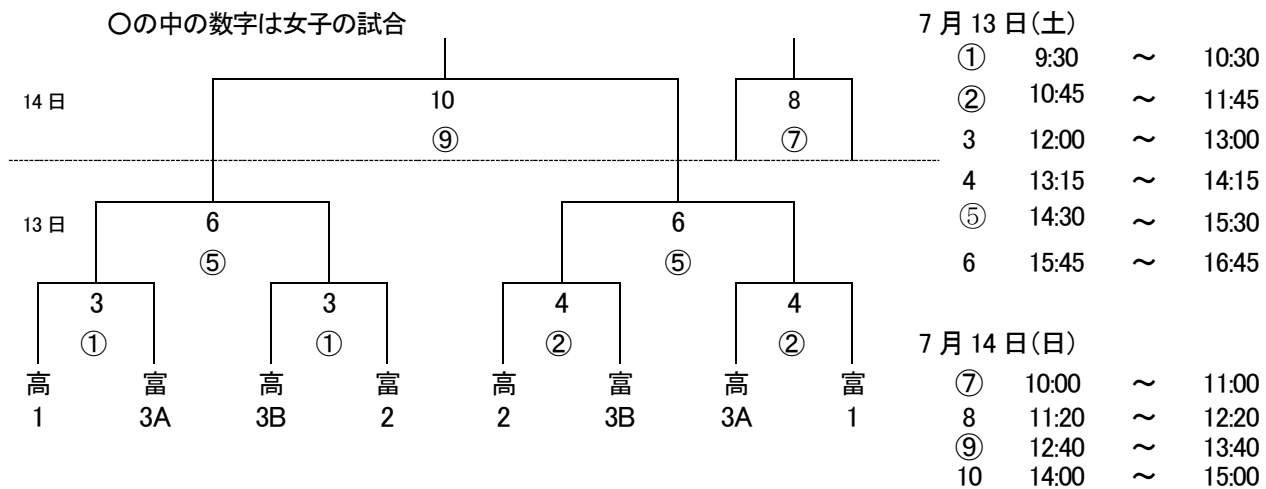 ○の中の数字は女子の試合
14日
10
8
⑨
⑦
13日
6
6
⑤
⑤
3
3
4
4
①
①
②
②
高 富 高 富 高 富 高 富
1 3A 3B 2 2 3B 3A 1
7月13日(土)
① 9:30 ～ 10:30
② 10:45 ～ 11:45
3 12:00 ～ 13:00
4 13:15 ～ 14:15
⑤ 14:30 ～ 15:30
6 15:45 ～ 16:45
7月14日(日)
⑦ 10:00 ～ 11:00
8 11:20 ～ 12:20
⑨ 12:40 ～ 13:40
10 14:00 ～ 15:00